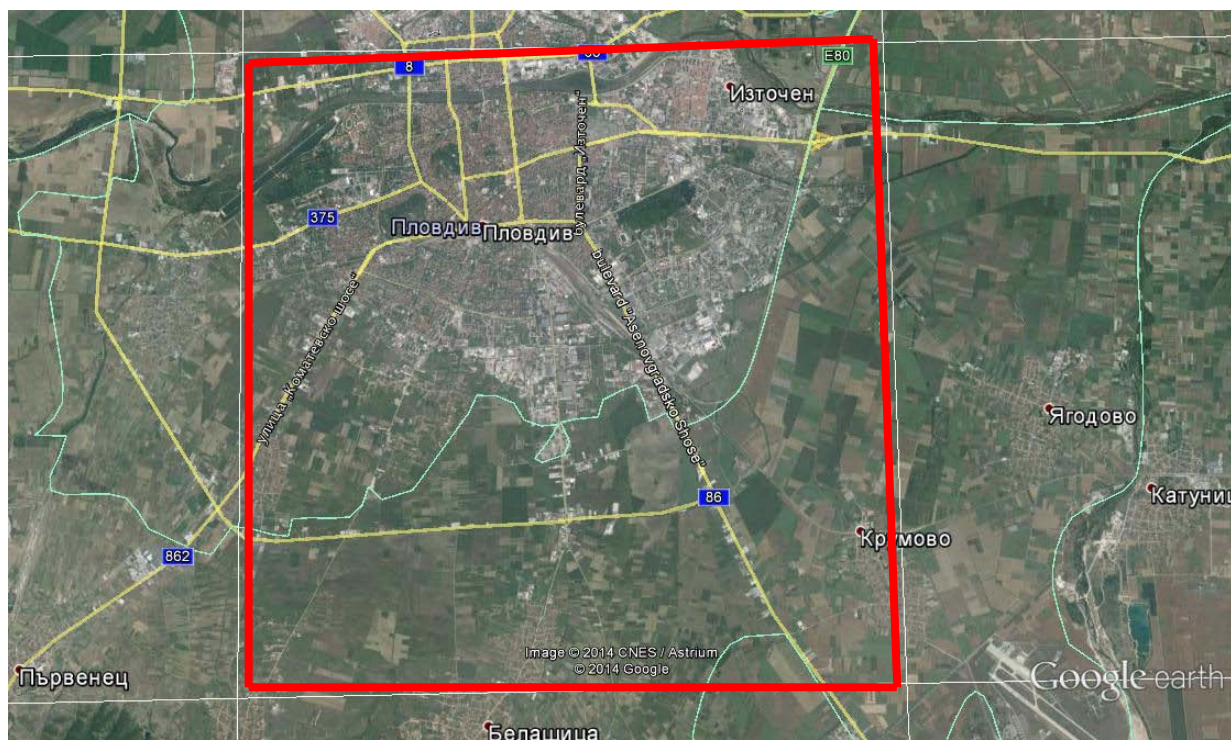 8
E80
Източен
булевард „Източен“
375
Пловдив
Пловдив
bulevard "Asenovgradsko Shose"
улица „Коматевско шосе“
Ягодово
86
Катуниц
Крумово
862
Image © 2014 CNES / Astrium
© 2014 Google
Първенец
Google earth
Белащица